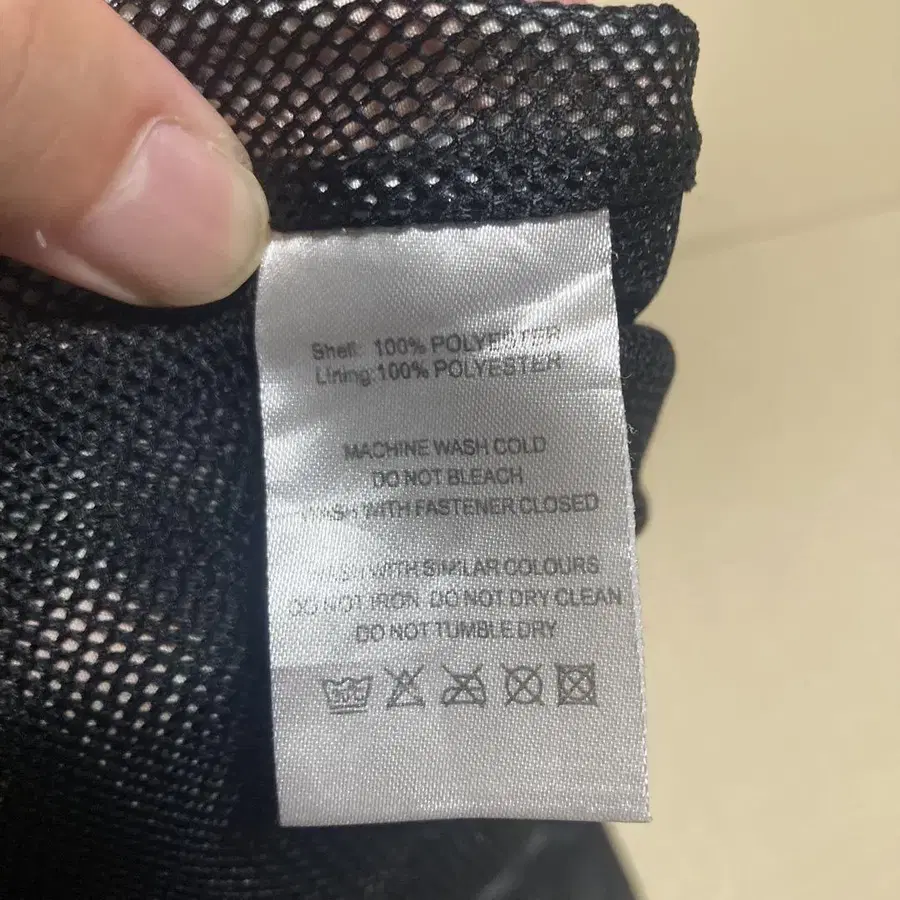 Shell: 100% POLYESTER
Lining:100% POLYESTER
MACHINE WASH COLD
DO NOT BLEACH
WASH WITH FASTENER CLOSED
WASH WITH SIMILAR COLOURS
DO NOT IRON DO NOT DRY CLEAN
DO NOT TUMBLE DRY